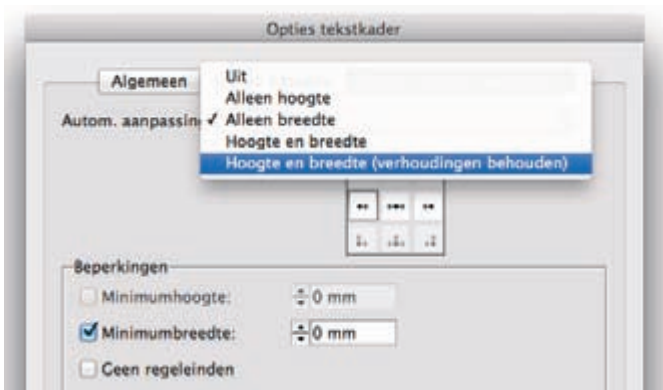 Opties tekstkader
Algemeen
Uit
Alleen hoogte
Autom. aanpassin ✓ Alleen breedte
Hoogte en breedte
Hoogte en breedte (verhoudingen behouden)
Beperkingen
Minimumhoogte: 0 mm
Minimumbreedte: 0 mm
Geen regeleinden